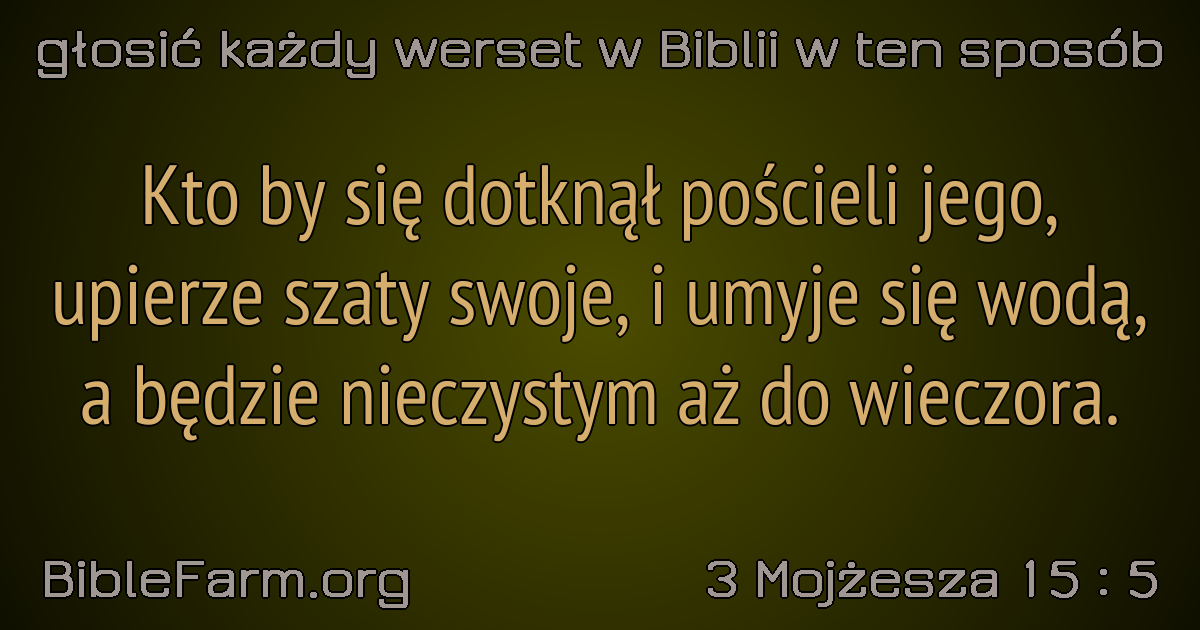 głosić każdy werset w Biblii w ten sposób
Kto by się dotknął pościeli jego,
upierze szaty swoje, i umyje się wodą,
a będzie nieczystym aż do wieczora.
BibleFarm.org
3 Mojżesza 15 : 5